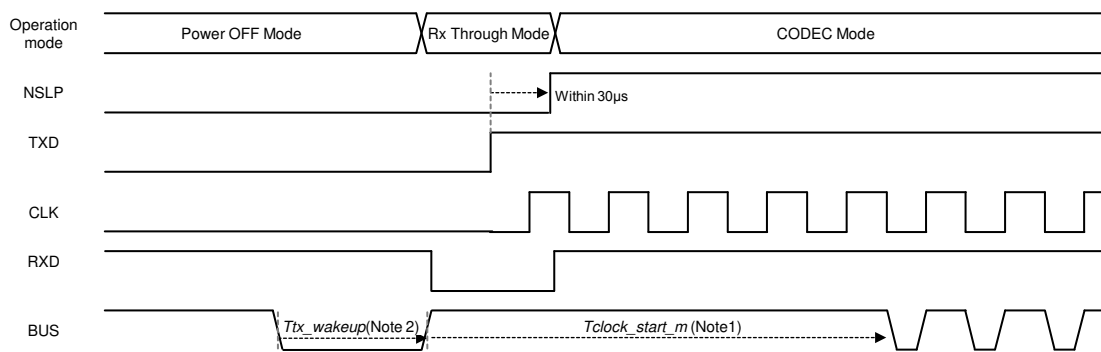 Operation
mode
Power OFF Mode
Rx Through Mode
CODEC Mode
NSLP
Within 30µs
TXD
CLK
RXD
BUS
Ttx_wakeup(Note 2)
Tclock_start_m (Note1)